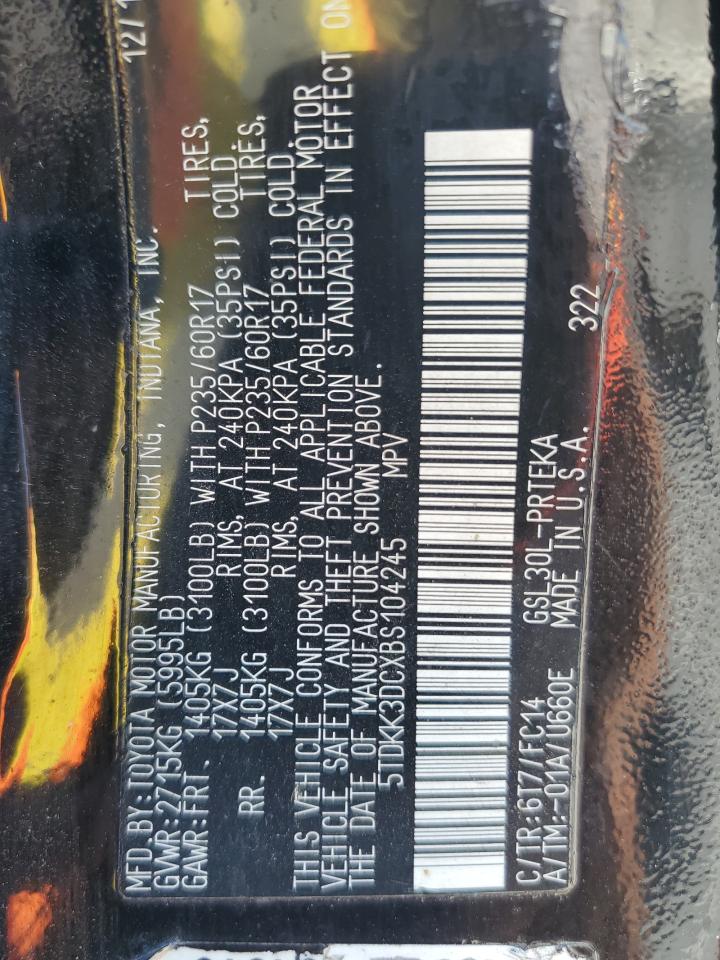 MFD.BY:TOYOTA MOTOR MANUFACTURING, INDIANA, INC. 12/1
GVWR:2715KG (5995LB)
GAWR:FRT. 1405KG (3100LB) WITH P235/60R17 TIRES,
17X7J RIMS, AT 240KPA (35PSI) COLD
RR. 1405KG (3100LB) WITH P235/60R17 TIRES,
17X7J RIMS, AT 240KPA (35PSI) COLD
THIS VEHICLE CONFORMS TO ALL APPLICABLE FEDERAL MOTOR
VEHICLE SAFETY AND THEFT PREVENTION STANDARDS IN EFFECT ON
THE DATE OF MANUFACTURE SHOWN ABOVE.
5TDKK3DCXBS104245 MPV
C/TR:6T7/FC14 GSL30L-PRTEKA
A/TM:-01A/U660E MADE IN U.S.A. 322